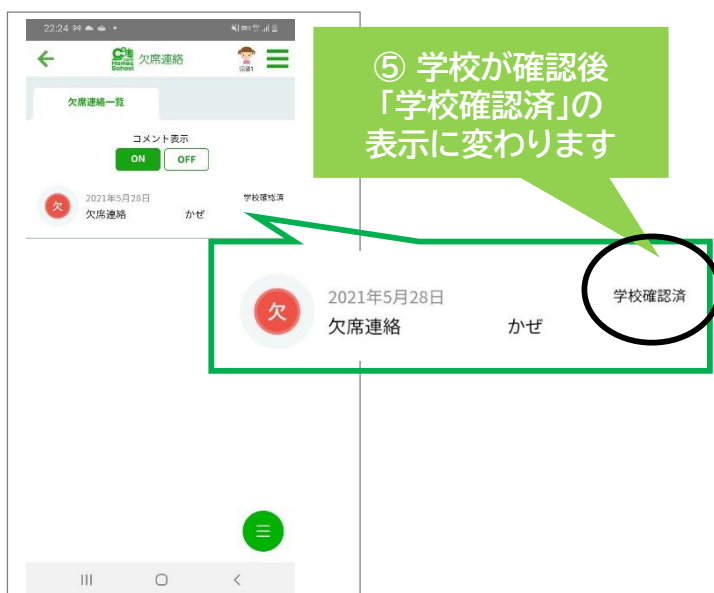 22:24
Home&
School
欠席連絡
児童1
欠席連絡一覧
コメント表示
ON OFF
欠
2021年5月28日
学校確認済
欠席連絡 かぜ
⑤ 学校が確認後
「学校確認済」の
表示に変わります
欠
2021年5月28日
学校確認済
欠席連絡 かぜ